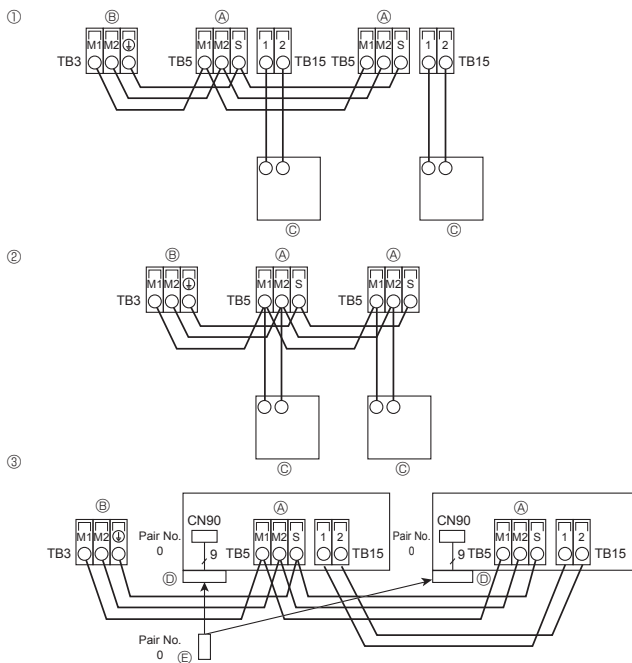 ①
Ⓑ Ⓐ Ⓐ
TB3 M1 M2 ⏚ TB5 M1 M2 S 1 2 TB15 TB5 M1 M2 S 1 2 TB15
Ⓒ Ⓒ
②
Ⓑ Ⓐ Ⓐ
TB3 M1 M2 ⏚ TB5 M1 M2 S TB5 M1 M2 S
Ⓒ Ⓒ
③
Ⓑ Ⓐ Ⓐ
CN90 CN90
Pair No. Pair No.
0 0
TB3 M1 M2 ⏚ 9 TB5 M1 M2 S 1 2 TB15 9 TB5 M1 M2 S 1 2 TB15
Ⓓ Ⓓ
Pair No.
0 Ⓔ